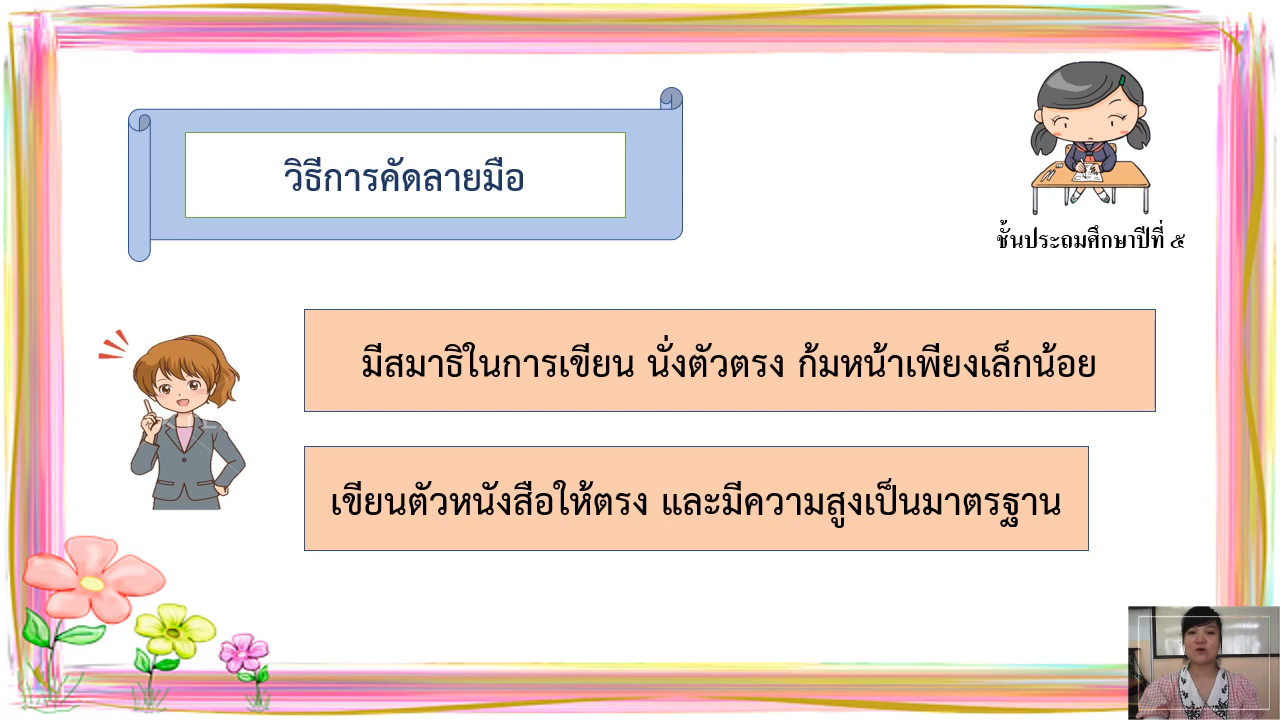 วิธีการคัดลายมือ
ชั้นประถมศึกษาปีที่ ๕
มีสมาธิในการเขียน นั่งตัวตรง ก้มหน้าเพียงเล็กน้อย
เขียนตัวหนังสือให้ตรง และมีความสูงเป็นมาตรฐาน